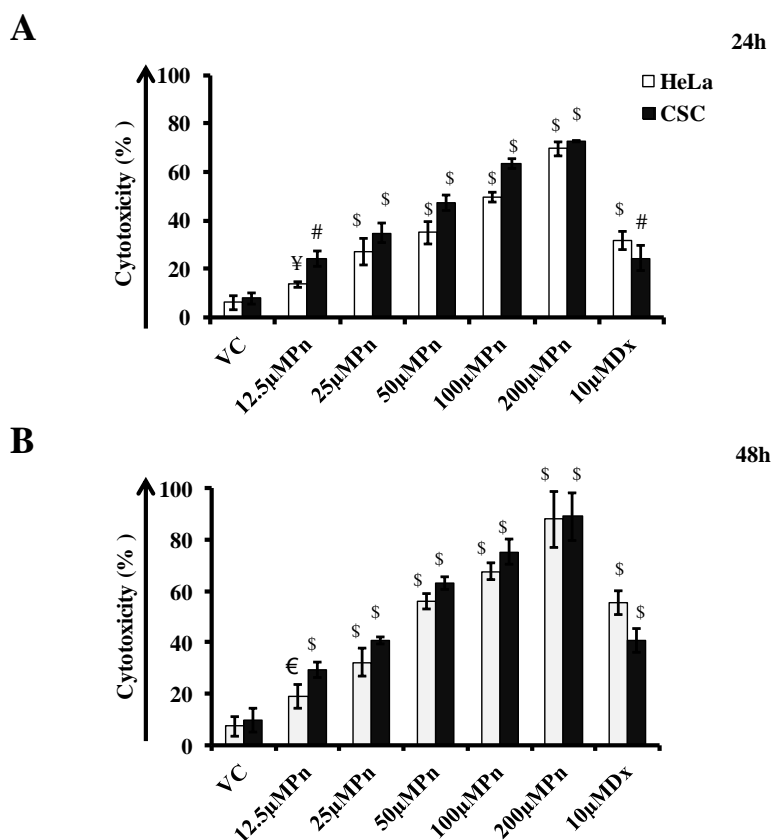 A
24h
Cytotoxicity (% )
100
80
60
40
20
0
HeLa
CSC
¥ # $ $ $ $ $ $ $ $ $ #
VC 12.5µMPn 25µMPn 50µMPn 100µMPn 200µMPn 10µMDx
B
48h
Cytotoxicity (% )
100
80
60
40
20
0
€ $ $ $ $ $ $ $ $ $ $ $
VC 12.5µMPn 25µMPn 50µMPn 100µMPn 200µMPn 10µMDx